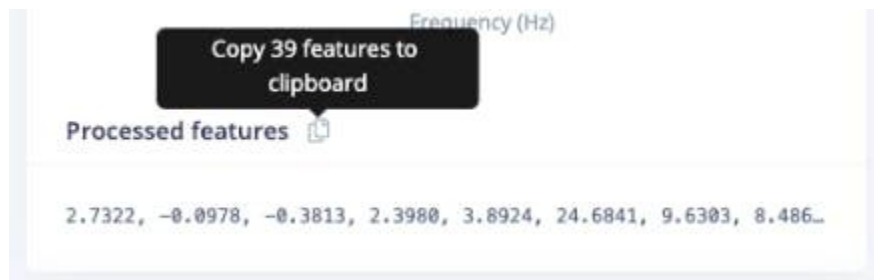 Frequency (Hz)
Copy 39 features to
clipboard
Processed features
2.7322, -0.0978, -0.3813, 2.3980, 3.8924, 24.6841, 9.6303, 8.486…